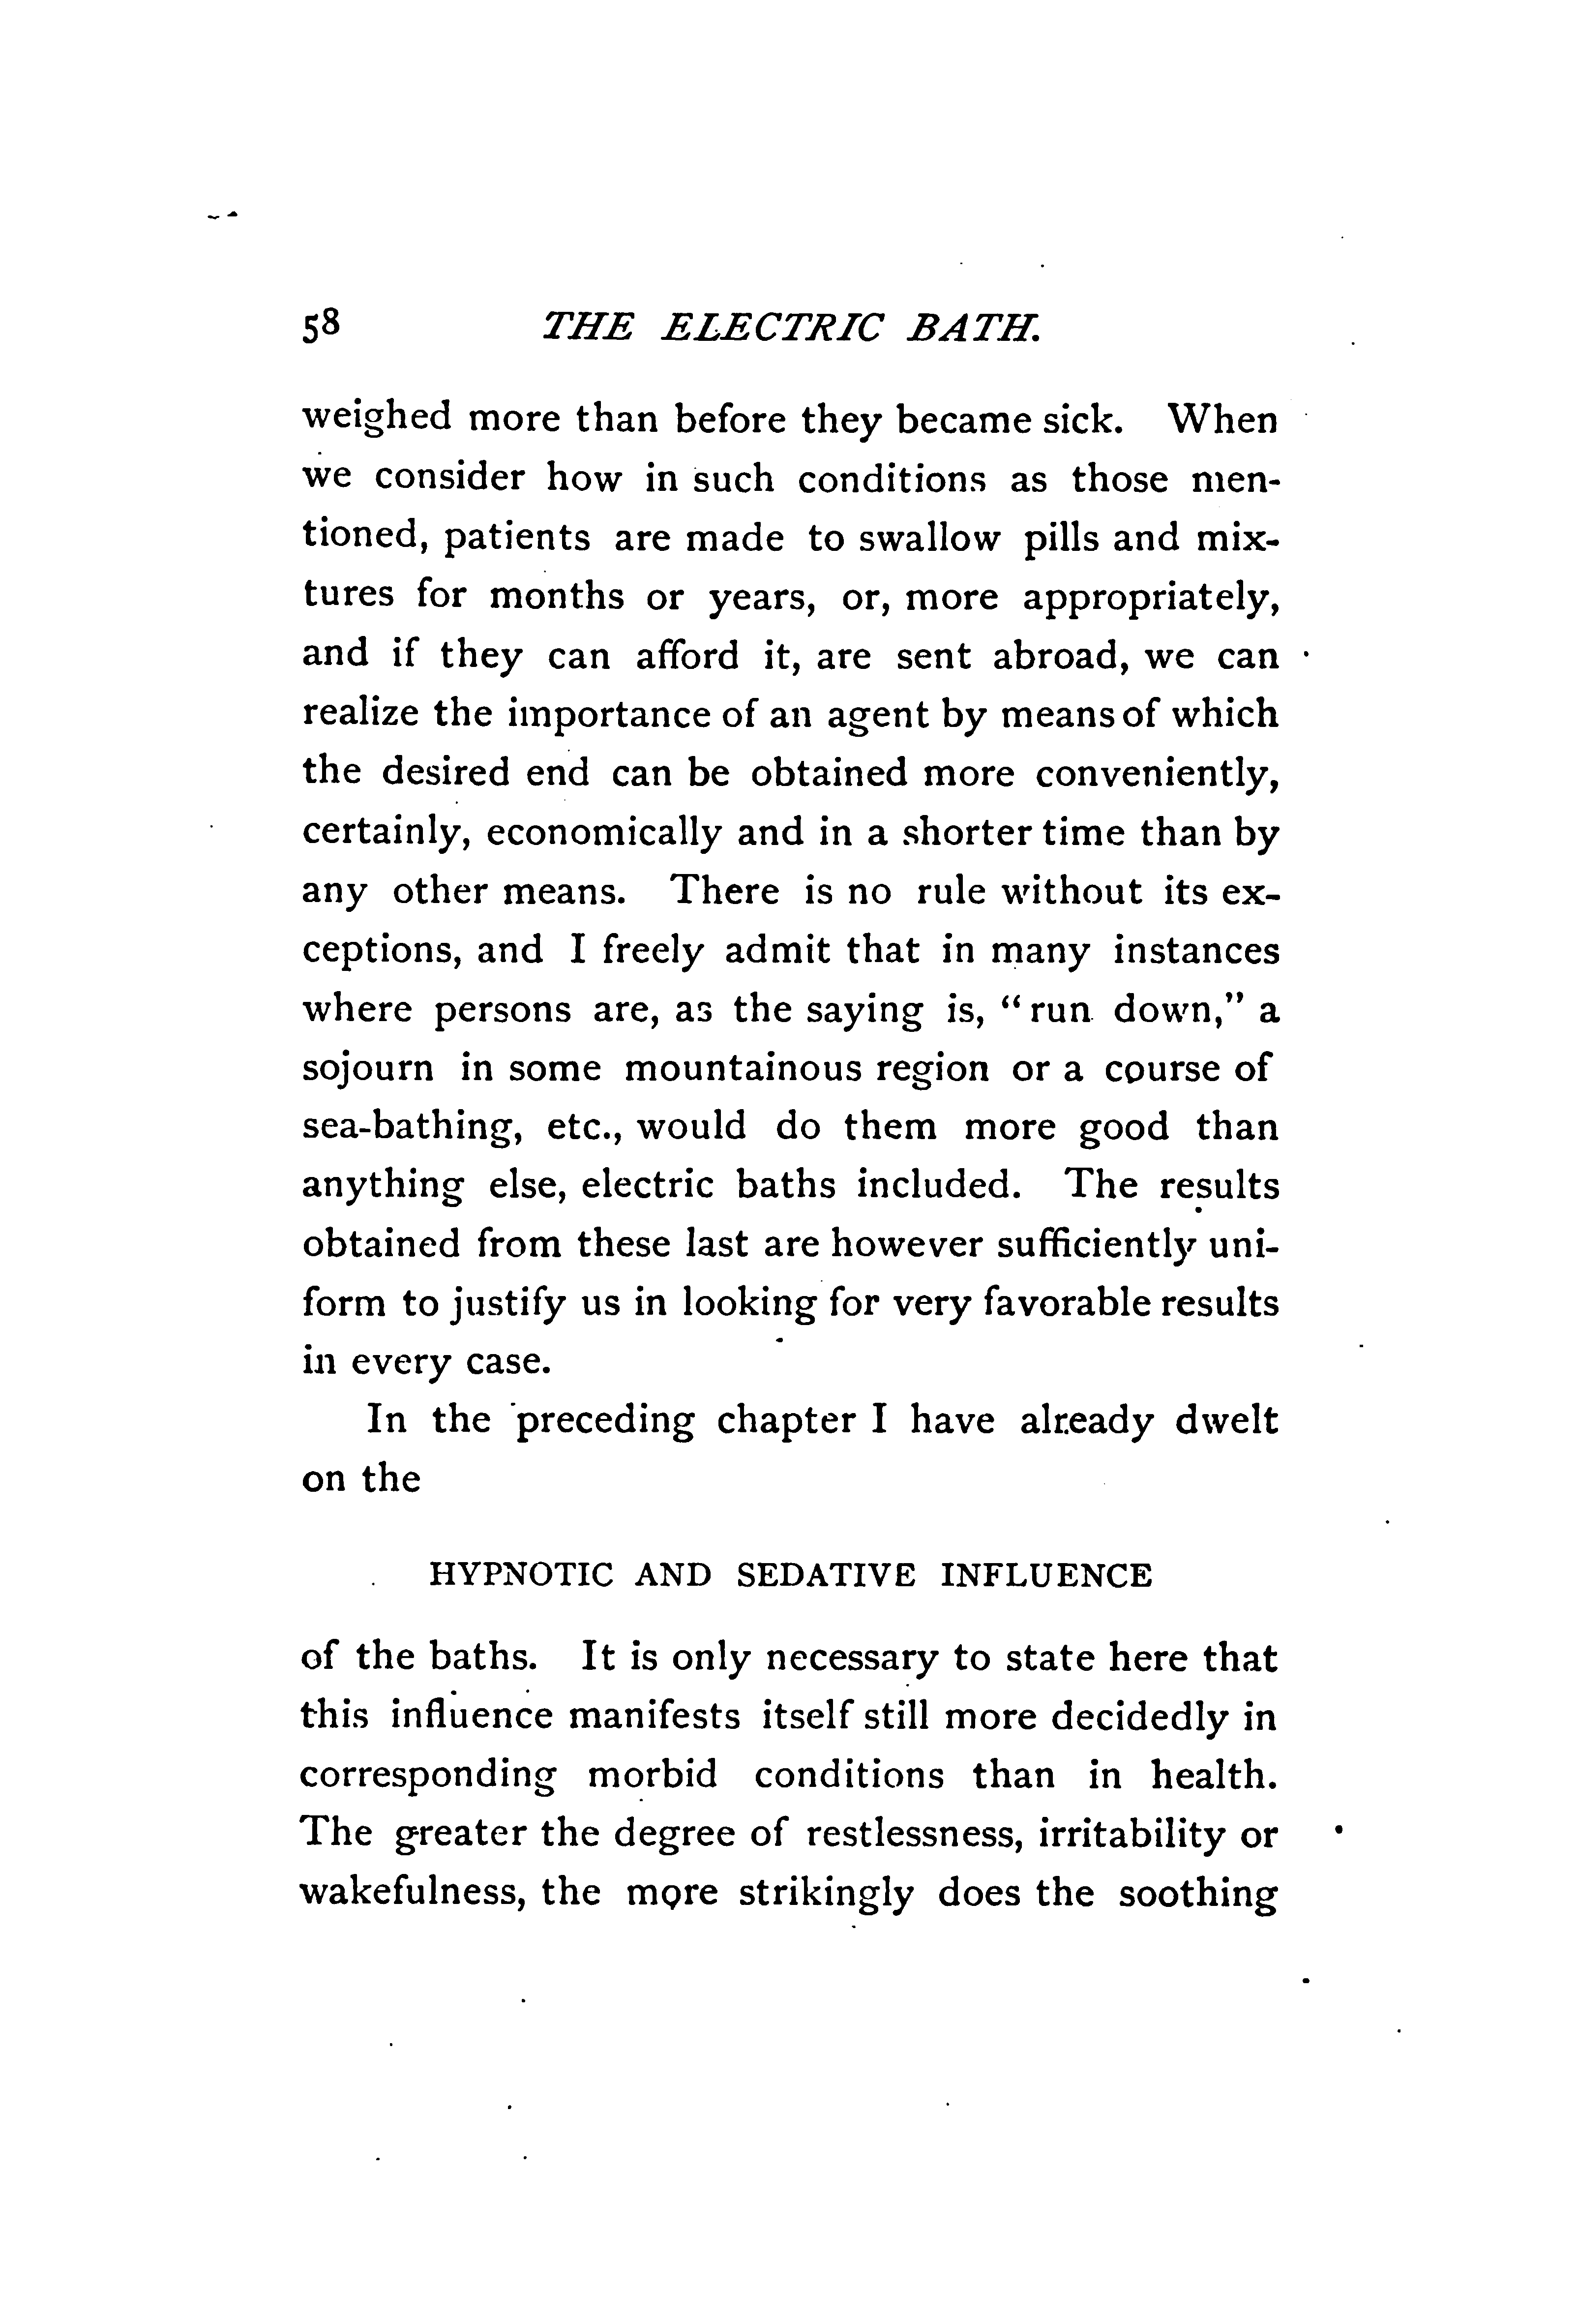 58 THE ELECTRIC BATH.
weighed more than before they became sick. When
we consider how in such conditions as those men-
tioned, patients are made to swallow pills and mix-
tures for months or years, or, more appropriately,
and if they can afford it, are sent abroad, we can
realize the importance of an agent by means of which
the desired end can be obtained more conveniently,
certainly, economically and in a shorter time than by
any other means. There is no rule without its ex-
ceptions, and I freely admit that in many instances
where persons are, as the saying is, “run down,” a
sojourn in some mountainous region or a course of
sea-bathing, etc., would do them more good than
anything else, electric baths included. The results
obtained from these last are however sufficiently uni-
form to justify us in looking for very favorable results
in every case.
In the preceding chapter I have already dwelt
on the
HYPNOTIC AND SEDATIVE INFLUENCE
of the baths. It is only necessary to state here that
this influence manifests itself still more decidedly in
corresponding morbid conditions than in health.
The greater the degree of restlessness, irritability or
wakefulness, the more strikingly does the soothing